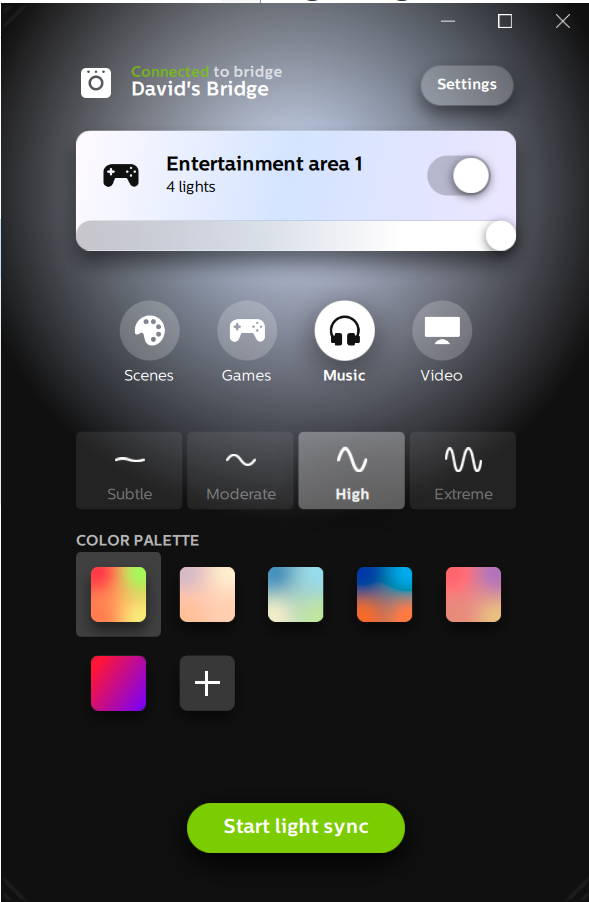 Connected to bridge
David's Bridge
Settings
Entertainment area 1
4 lights
Scenes
Games
Music
Video
Subtle
Moderate
High
Extreme
COLOR PALETTE
Start light sync